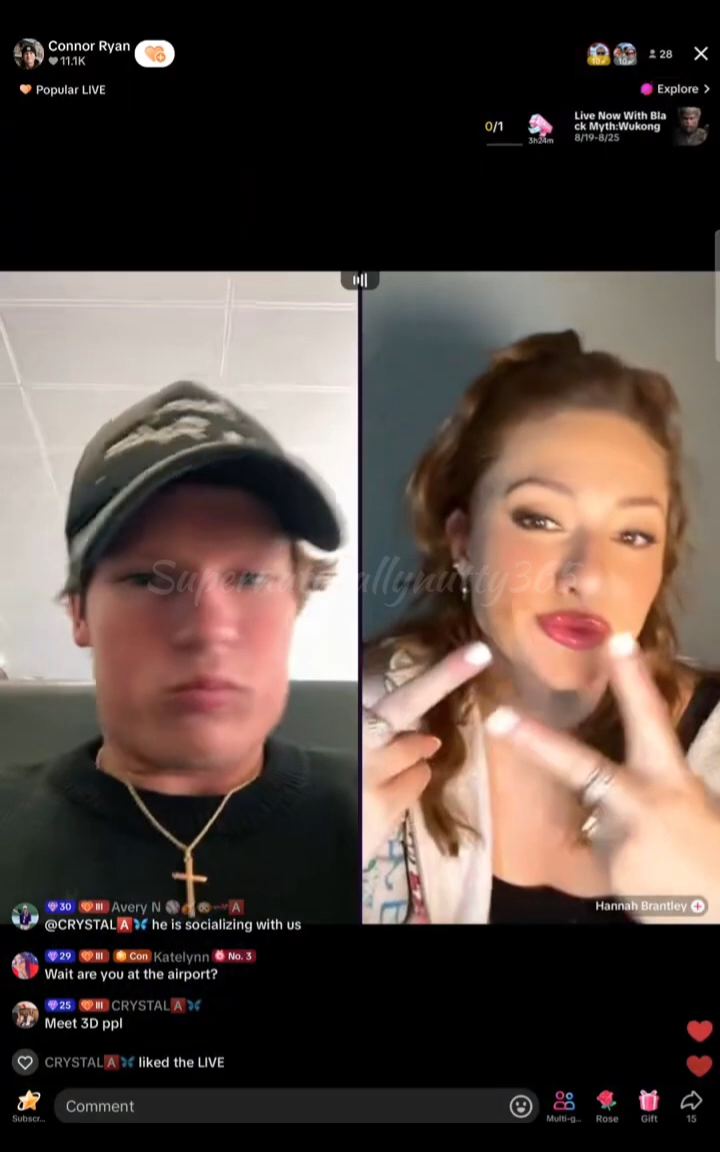 Connor Ryan
11.1K
28
Popular LIVE
Explore >
0/1
3h24m
Live Now With Bla
ck Myth:Wukong
8/19-8/25
Hannah Brantley
30 III Avery N A
@CRYSTAL A he is socializing with us
29 III Con Katelynn No. 3
Wait are you at the airport?
25 III CRYSTAL A
Meet 3D ppl
CRYSTAL A liked the LIVE
Subscr...
Comment
Multi-g...
Rose
Gift
15